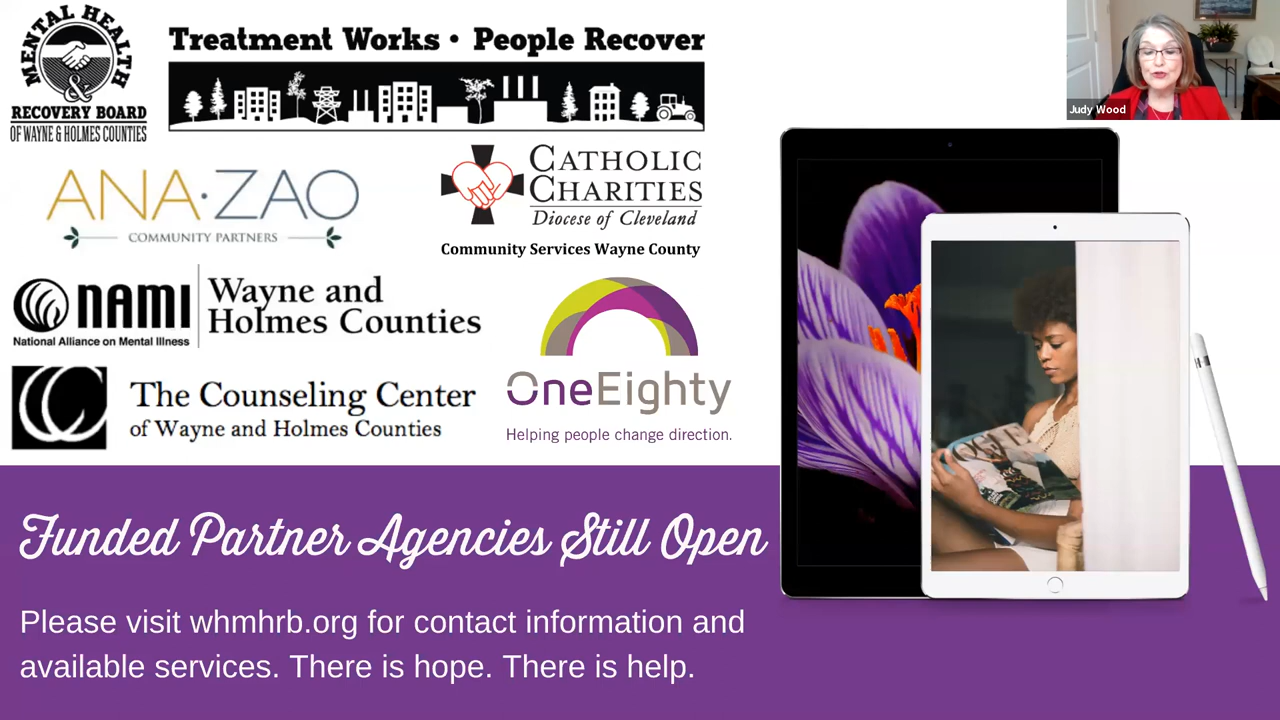 MENTAL HEALTH
&
RECOVERY BOARD
OF WAYNE & HOLMES COUNTIES
Treatment Works • People Recover
Judy Wood
ANA·ZAO
COMMUNITY PARTNERS
CATHOLIC
CHARITIES
Diocese of Cleveland
Community Services Wayne County
NAMI
National Alliance on Mental Illness
Wayne and
Holmes Counties
OneEighty
Helping people change direction.
The Counseling Center
of Wayne and Holmes Counties
Funded Partner Agencies Still Open
Please visit whmhrb.org for contact information and
available services. There is hope. There is help.